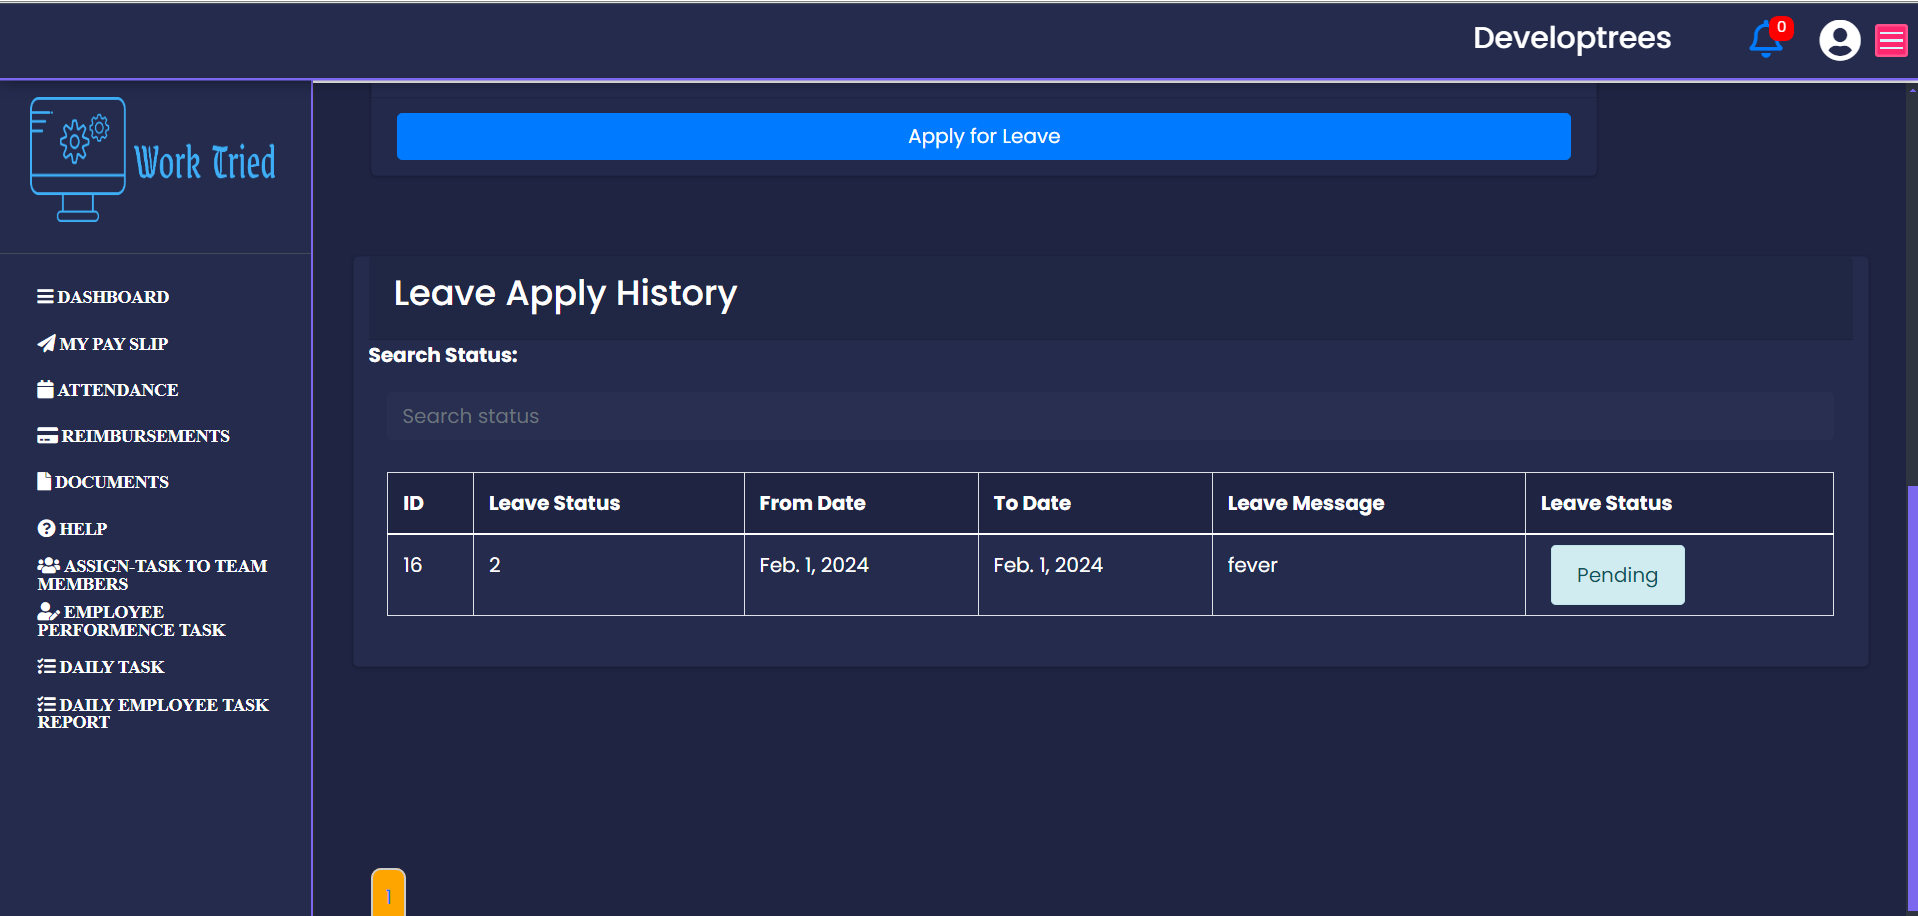 Developtrees
0
Work Tried
Apply for Leave
DASHBOARD
MY PAY SLIP
ATTENDANCE
REIMBURSEMENTS
DOCUMENTS
HELP
ASSIGN-TASK TO TEAM
MEMBERS
EMPLOYEE
PERFORMENCE TASK
DAILY TASK
DAILY EMPLOYEE TASK
REPORT
Leave Apply History
Search Status:
Search status
ID Leave Status From Date To Date Leave Message Leave Status
16 2 Feb. 1, 2024 Feb. 1, 2024 fever Pending
1